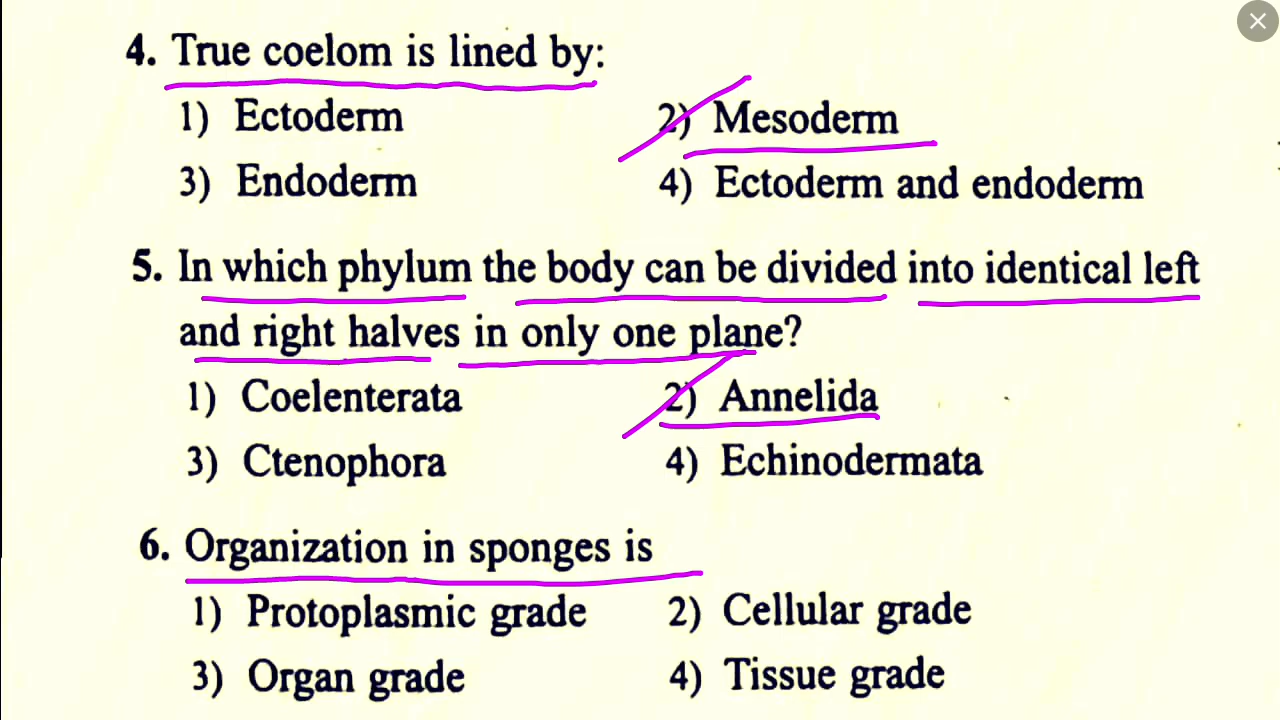 4. True coelom is lined by:
1) Ectoderm 2) Mesoderm
3) Endoderm 4) Ectoderm and endoderm
5. In which phylum the body can be divided into identical left
and right halves in only one plane?
1) Coelenterata 2) Annelida
3) Ctenophora 4) Echinodermata
6. Organization in sponges is
1) Protoplasmic grade 2) Cellular grade
3) Organ grade 4) Tissue grade